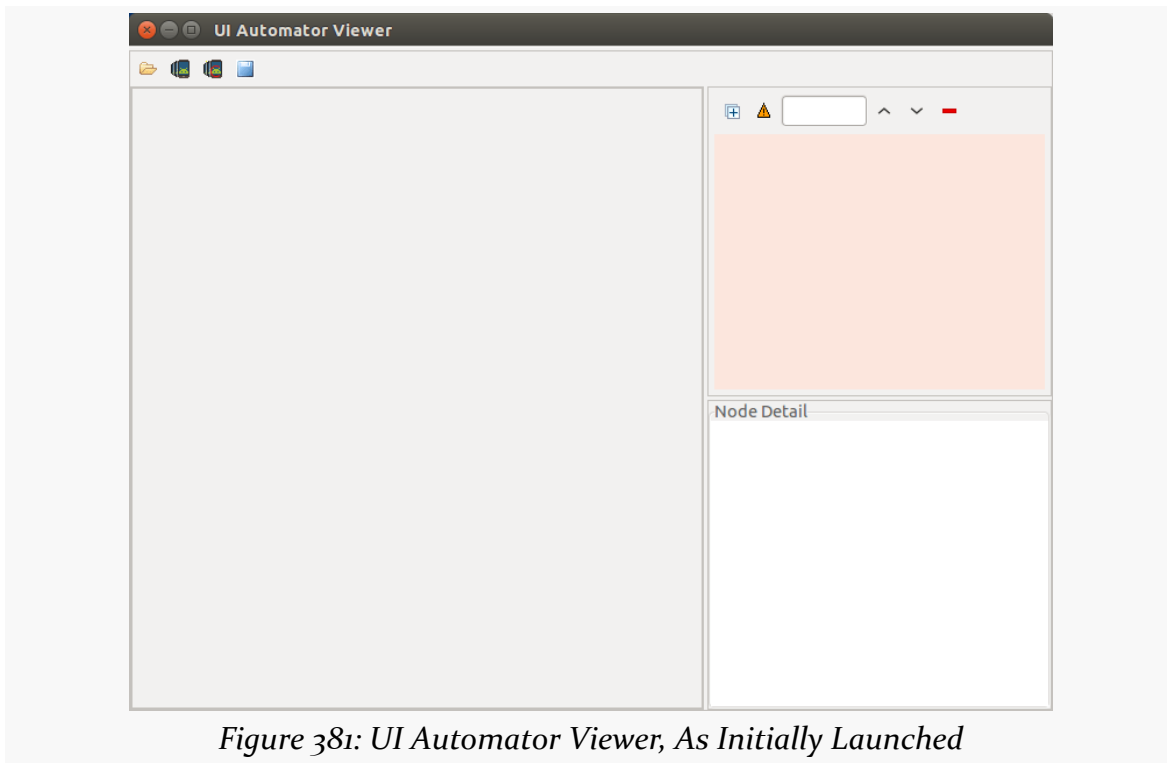 UI Automator Viewer
Node Detail
Figure 381: UI Automator Viewer, As Initially Launched